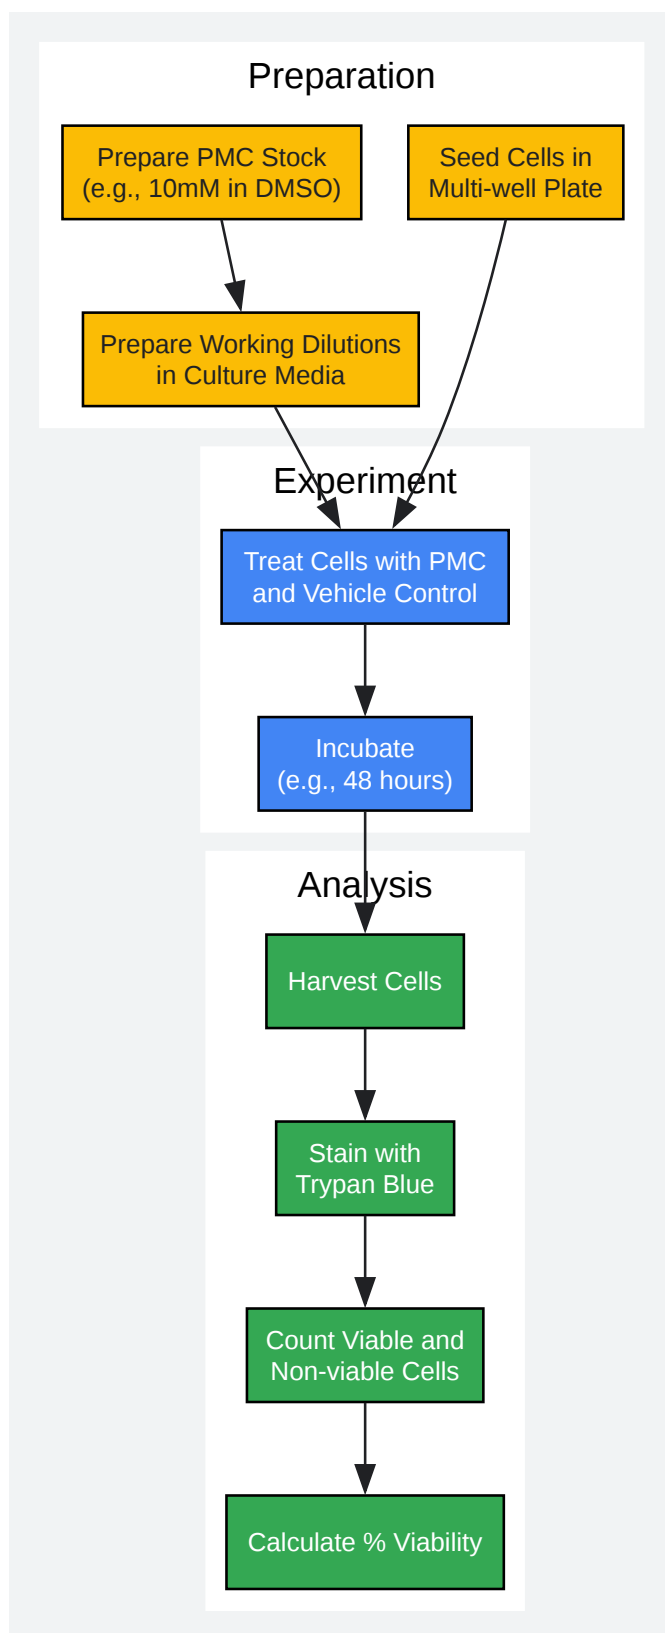 Preparation
Prepare PMC Stock
(e.g., 10mM in DMSO)
Seed Cells in
Multi-well Plate
Prepare Working Dilutions
in Culture Media
Experiment
Treat Cells with PMC
and Vehicle Control
Incubate
(e.g., 48 hours)
Analysis
Harvest Cells
Stain with
Trypan Blue
Count Viable and
Non-viable Cells
Calculate % Viability